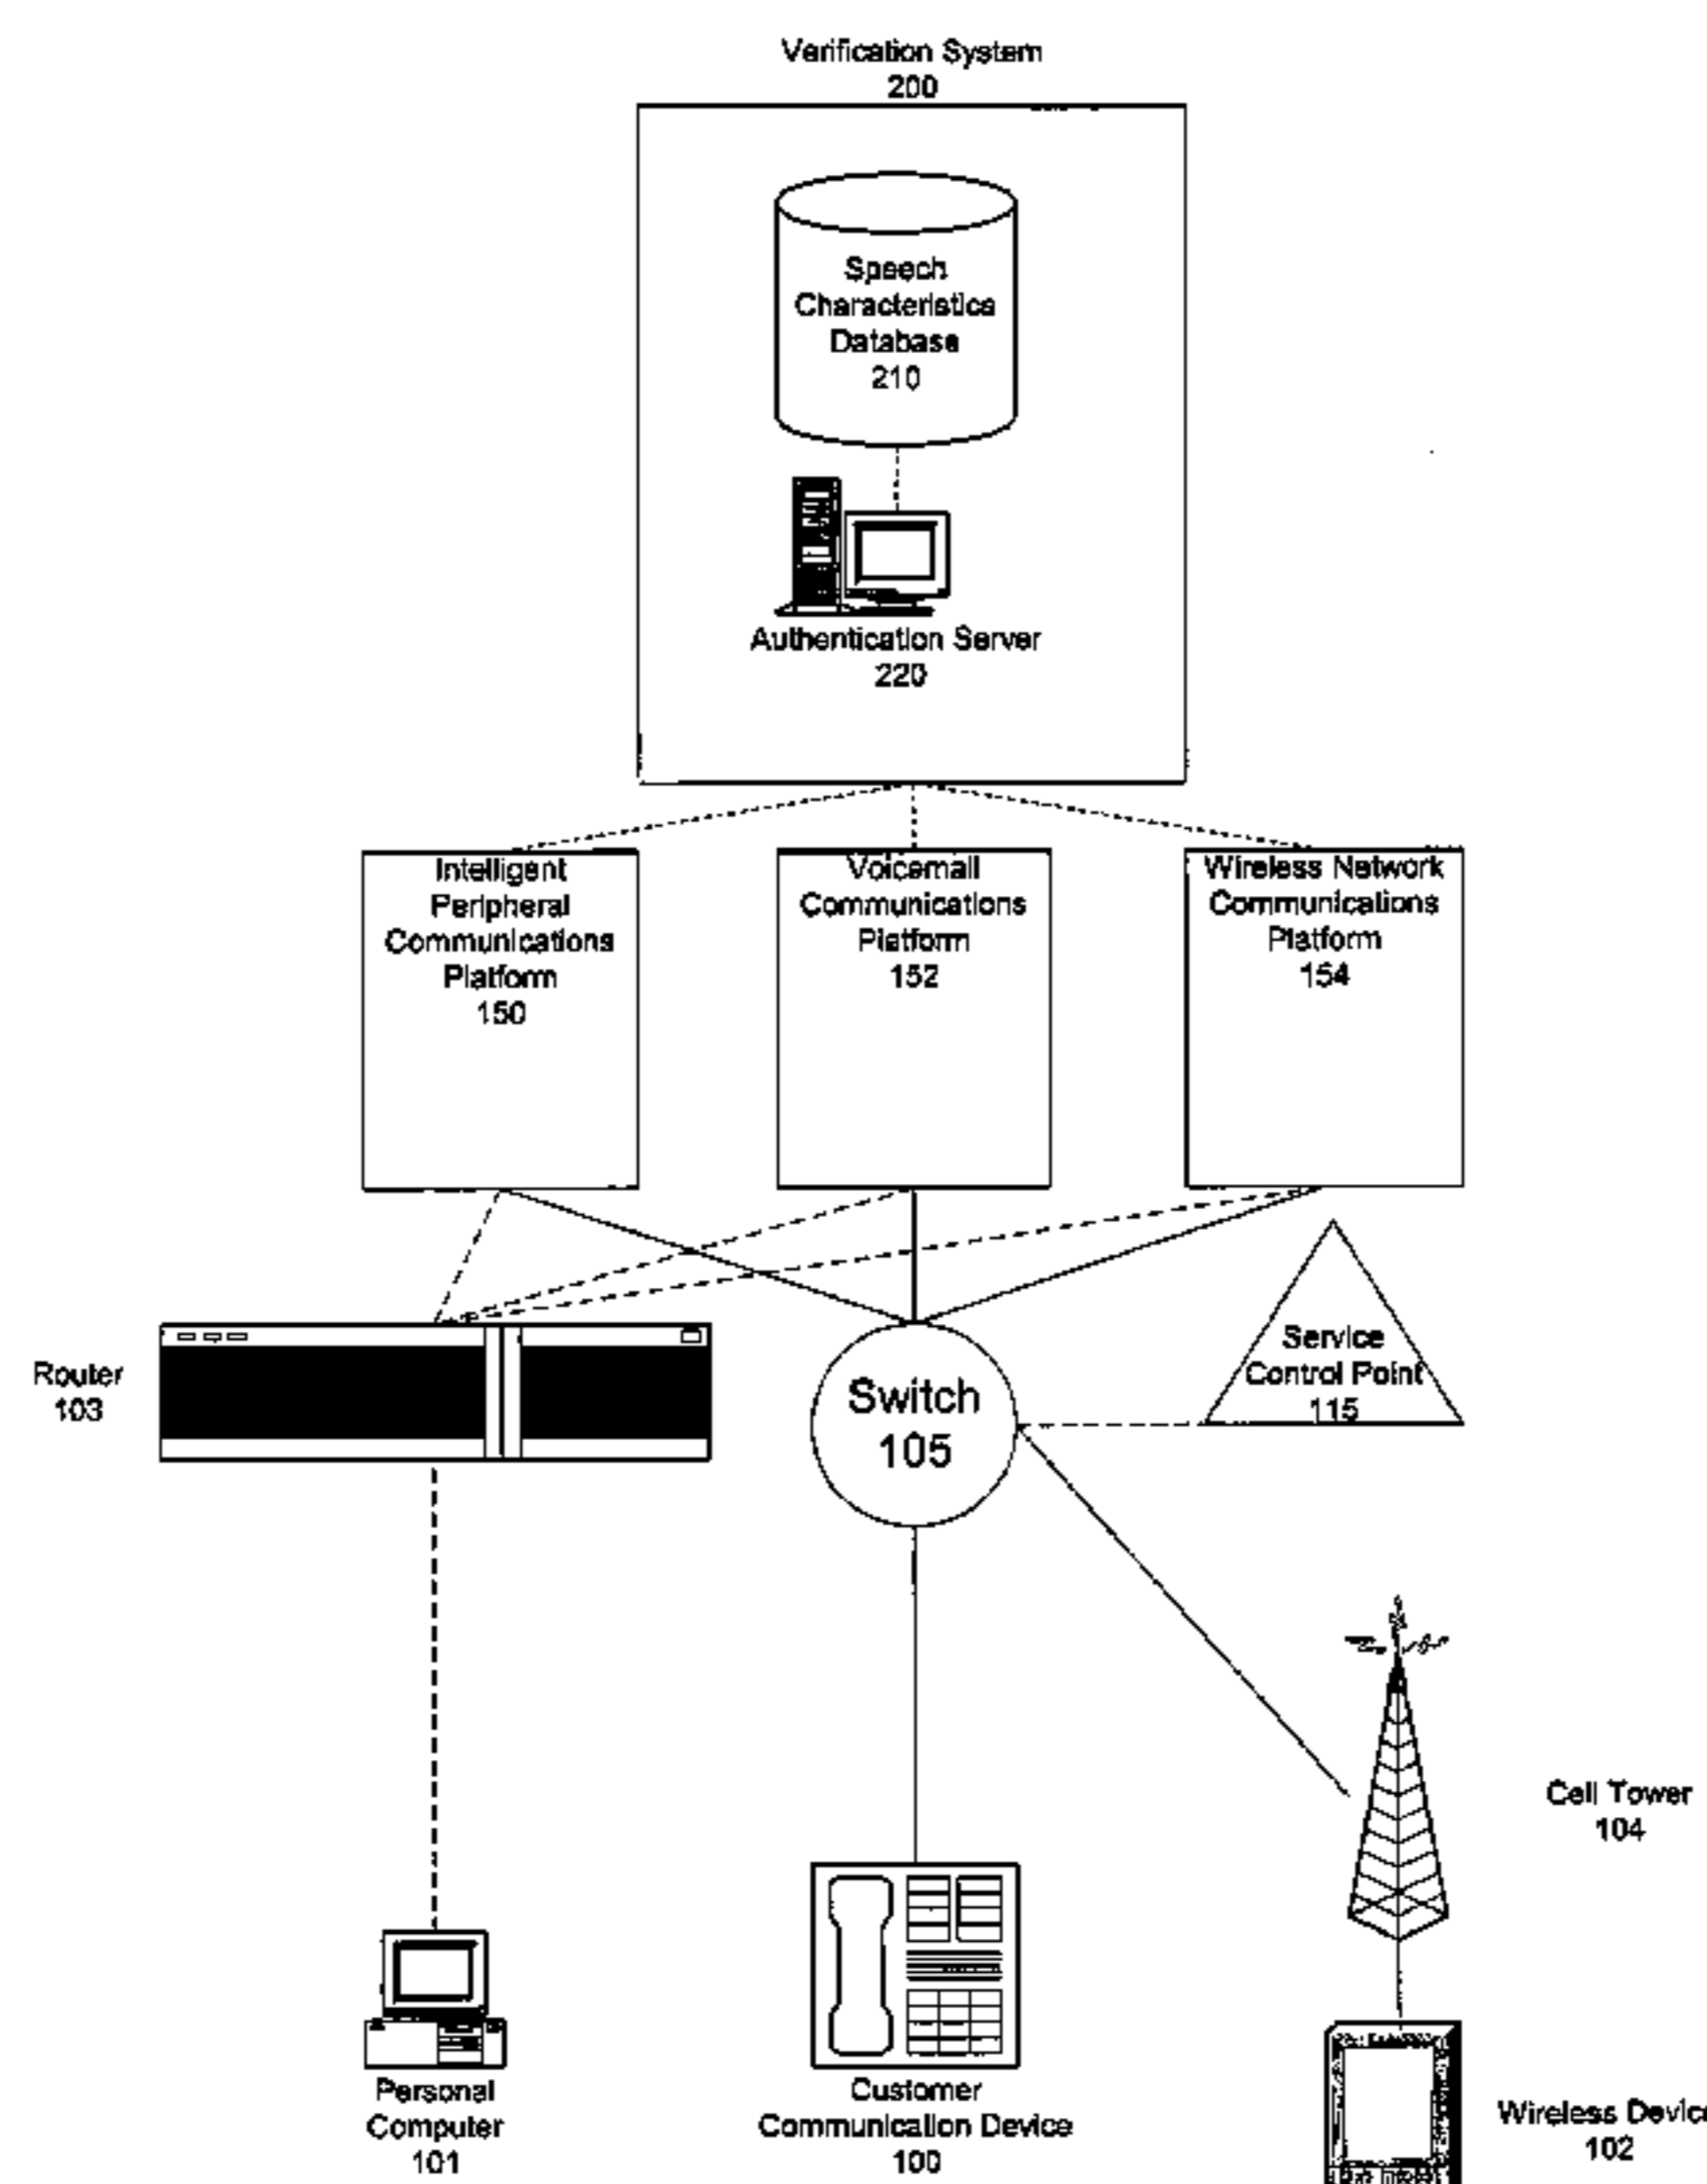 Verification System
200
Speech
Characteristics
Database
210
Authentication Server
220
Intelligent
Peripheral
Communications
Platform
150
Voicemail
Communications
Platform
152
Wireless Network
Communications
Platform
154
Router
103
Switch
105
Service
Control Point
115
Cell Tower
104
Personal
Computer
101
Customer
Communication Device
100
Wireless Device
102